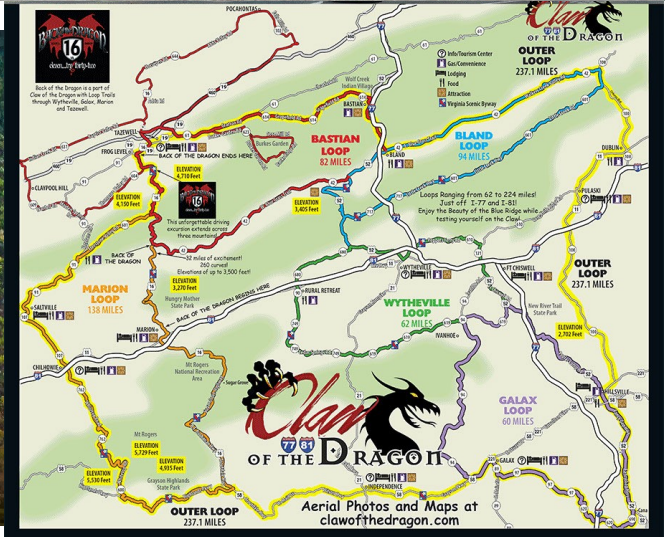 POCAHONTAS
BACK OF THE DRAGON
16
Back of the Dragon is a part of
Claw of the Dragon with Loop Trails
through Wytheville, Galax, Marion
and Tazewell.
Claw
OF THE DRAGON
OUTER
LOOP
237.1 MILES
Info/Tourism Center
Gas/Convenience
Lodging
Food
Attraction
Virginia Scenic Byway
Wolf Creek
Indian Village
BASTIAN
TAZEWELL
FROG LEVEL
BACK OF THE DRAGON ENDS HERE
Burkes Garden
BASTIAN
LOOP
82 MILES
BLAND
BLAND
LOOP
94 MILES
DUBLIN
PULASKI
CLAYPOOL HILL
ELEVATION
4,710 Feet
ELEVATION
4,150 Feet
16
This unforgettable driving
excursion extends across
three mountains!
ELEVATION
3,405 Feet
Loops Ranging from 62 to 224 miles!
Just off I-77 and I-81!
Enjoy the Beauty of the Blue Ridge while
testing yourself on the Claw.
BACK OF
THE DRAGON
32 miles of excitement!
260 curves!
Elevations of up to 3,500 feet!
ELEVATION
3,270 Feet
Hungry Mother
State Park
BACK OF THE DRAGON BEGINS HERE
MARION
LOOP
138 MILES
SALTVILLE
MARION
CHILHOWIE
RURAL RETREAT
WYTHEVILLE
FT CHISWELL
OUTER
LOOP
237.1 MILES
WYTHEVILLE
LOOP
62 MILES
IVANHOE
New River Trail
State Park
ELEVATION
2,702 Feet
HILLSVILLE
Mt Rogers
National Recreation
Area
Sugar Grove
Claw
77 81
OF THE DRAGON
GALAX
LOOP
60 MILES
Mt Rogers
ELEVATION
5,729 Feet
ELEVATION
4,935 Feet
ELEVATION
5,530 Feet
Grayson Highlands
State Park
OUTER LOOP
237.1 MILES
INDEPENDENCE
GALAX
Cana
Aerial Photos and Maps at
clawofthedragon.com